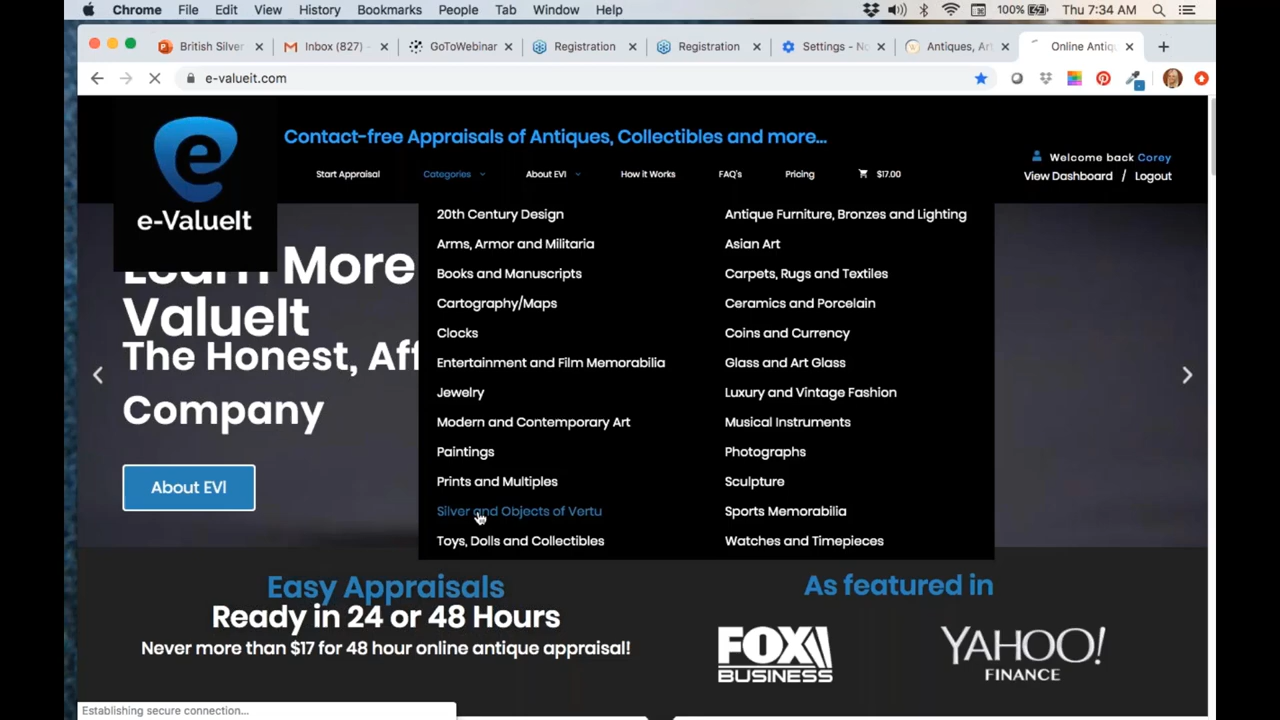 Chrome File Edit View History Bookmarks People Tab Window Help 100% Thu 7:34 AM
British Silver Inbox (827) - GoToWebinar Registration Registration Settings - No Antiques, Ar Online Antiqu
e-valueit.com
Contact-free Appraisals of Antiques, Collectibles and more...
Welcome back Corey
View Dashboard / Logout
Start Appraisal Categories About EVI How it Works FAQ's Pricing $17.00
e
e-ValueIt
Learn More
ValueIt
The Honest, Aff
Company
About EVI
20th Century Design
Arms, Armor and Militaria
Books and Manuscripts
Cartography/Maps
Clocks
Entertainment and Film Memorabilia
Jewelry
Modern and Contemporary Art
Paintings
Prints and Multiples
Silver and Objects of Vertu
Toys, Dolls and Collectibles
Antique Furniture, Bronzes and Lighting
Asian Art
Carpets, Rugs and Textiles
Ceramics and Porcelain
Coins and Currency
Glass and Art Glass
Luxury and Vintage Fashion
Musical Instruments
Photographs
Sculpture
Sports Memorabilia
Watches and Timepieces
Easy Appraisals
Ready in 24 or 48 Hours
Never more than $17 for 48 hour online antique appraisal!
As featured in
FOX
BUSINESS
YAHOO!
FINANCE
Establishing secure connection...